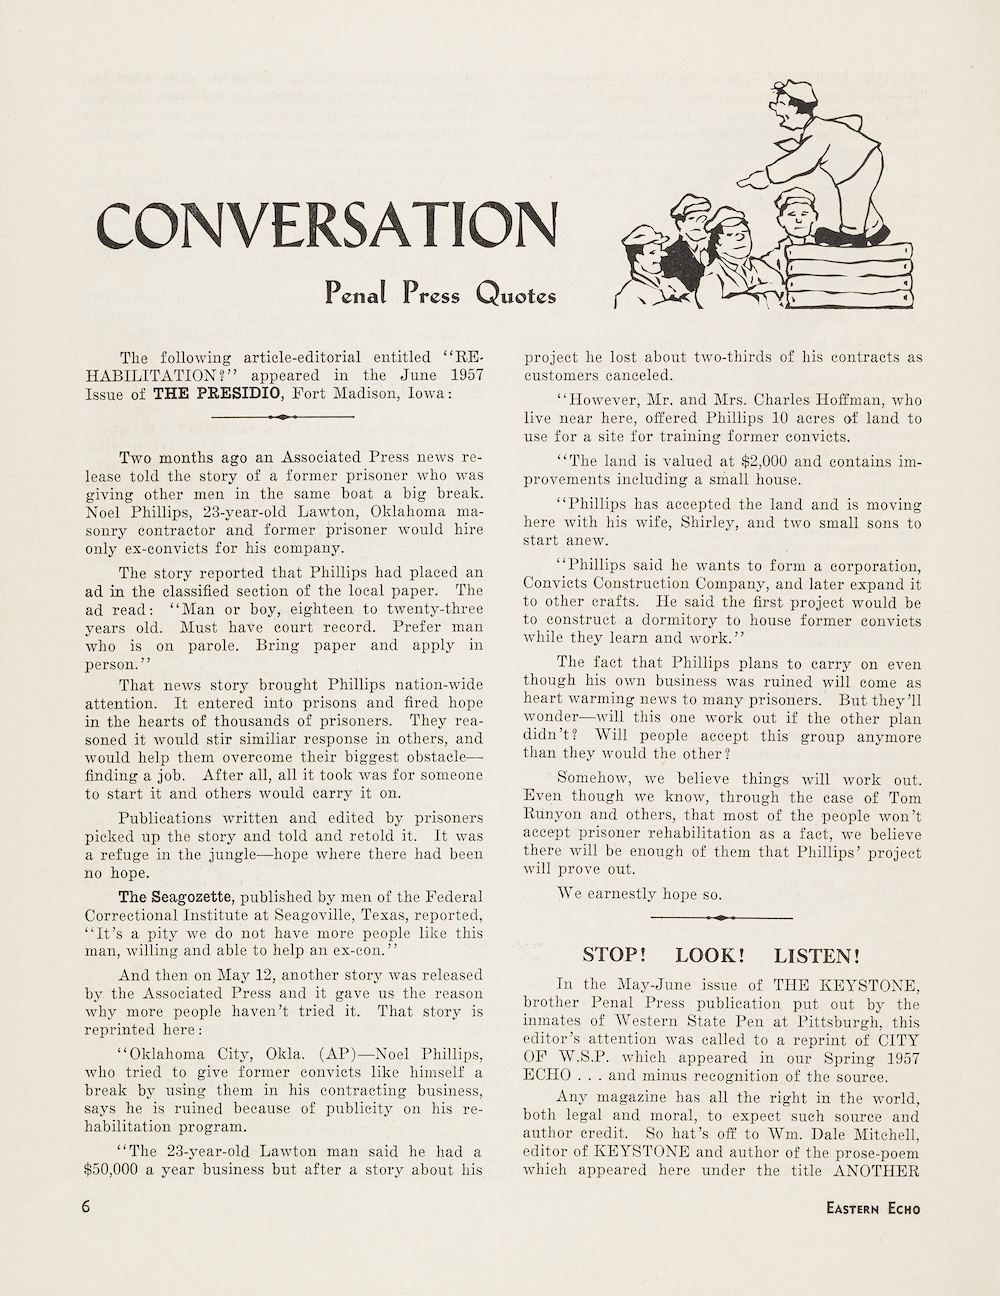 CONVERSATION
Penal Press Quotes
The following article-editorial entitled "RE-
HABILITATION?" appeared in the June 1957
Issue of THE PRESIDIO, Fort Madison, Iowa:
Two months ago an Associated Press news re-
lease told the story of a former prisoner who was
giving other men in the same boat a big break.
Noel Phillips, 23-year-old Lawton, Oklahoma ma-
sonry contractor and former prisoner would hire
only ex-convicts for his company.
The story reported that Phillips had placed an
ad in the classified section of the local paper. The
ad read: "Man or boy, eighteen to twenty-three
years old. Must have court record. Prefer man
who is on parole. Bring paper and apply in
person."
That news story brought Phillips nation-wide
attention. It entered into prisons and fired hope
in the hearts of thousands of prisoners. They rea-
soned it would stir similiar response in others, and
would help them overcome their biggest obstacle—
finding a job. After all, all it took was for someone
to start it and others would carry it on.
Publications written and edited by prisoners
picked up the story and told and retold it. It was
a refuge in the jungle—hope where there had been
no hope.
The Seagozette, published by men of the Federal
Correctional Institute at Seagoville, Texas, reported,
"It's a pity we do not have more people like this
man, willing and able to help an ex-con."
And then on May 12, another story was released
by the Associated Press and it gave us the reason
why more people haven't tried it. That story is
reprinted here:
"Oklahoma City, Okla. (AP)—Noel Phillips,
who tried to give former convicts like himself a
break by using them in his contracting business,
says he is ruined because of publicity on his re-
habilitation program.
"The 23-year-old Lawton man said he had a
$50,000 a year business but after a story about his
project he lost about two-thirds of his contracts as
customers canceled.
"However, Mr. and Mrs. Charles Hoffman, who
live near here, offered Phillips 10 acres of land to
use for a site for training former convicts.
"The land is valued at $2,000 and contains im-
provements including a small house.
"Phillips has accepted the land and is moving
here with his wife, Shirley, and two small sons to
start anew.
"Phillips said he wants to form a corporation,
Convicts Construction Company, and later expand it
to other crafts. He said the first project would be
to construct a dormitory to house former convicts
while they learn and work."
The fact that Phillips plans to carry on even
though his own business was ruined will come as
heart warming news to many prisoners. But they'll
wonder—will this one work out if the other plan
didn't? Will people accept this group anymore
than they would the other?
Somehow, we believe things will work out.
Even though we know, through the case of Tom
Runyon and others, that most of the people won't
accept prisoner rehabilitation as a fact, we believe
there will be enough of them that Phillips' project
will prove out.
We earnestly hope so.
STOP! LOOK! LISTEN!
In the May-June issue of THE KEYSTONE,
brother Penal Press publication put out by the
inmates of Western State Pen at Pittsburgh, this
editor's attention was called to a reprint of CITY
OF W.S.P. which appeared in our Spring 1957
ECHO . . . and minus recognition of the source.
Any magazine has all the right in the world,
both legal and moral, to expect such source and
author credit. So hat's off to Wm. Dale Mitchell,
editor of KEYSTONE and author of the prose-poem
which appeared here under the title ANOTHER
6
EASTERN ECHO